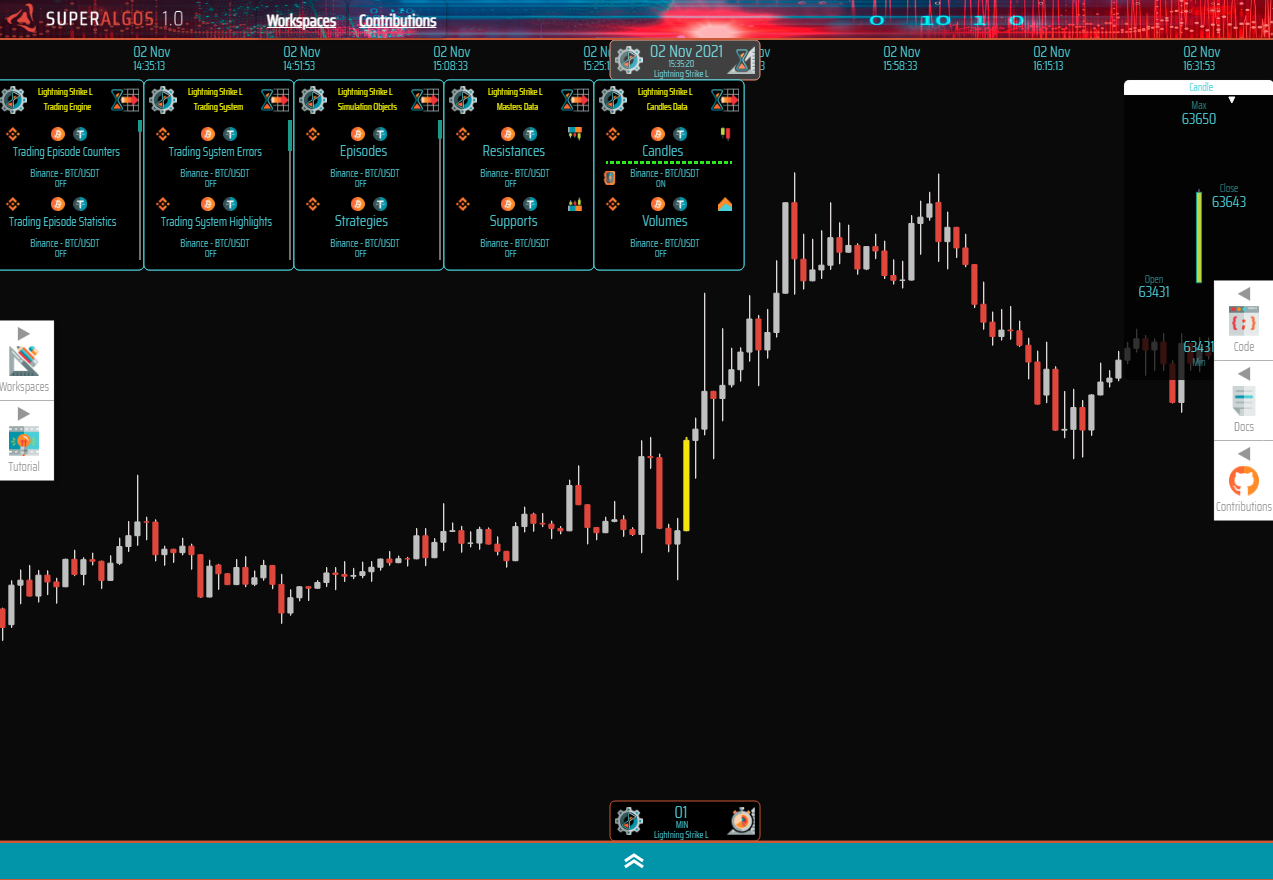 SUPERALGOS 1.0 Workspaces Contributions 0 10 1 0
02 Nov 02 Nov 02 Nov 02 N 02 Nov 2021 02 Nov 02 Nov 02 Nov
14:35:13 14:51:53 15:08:33 15:25:1 15:35:20 3 15:58:33 16:15:13 16:31:53
Lightning Strike L
Lightning Strike L
Trading Engine
Trading Episode Counters
Binance - BTC/USDT
OFF
Trading Episode Statistics
Binance - BTC/USDT
OFF
Lightning Strike L
Trading System
Trading System Errors
Binance - BTC/USDT
OFF
Trading System Highlights
Binance - BTC/USDT
OFF
Lightning Strike L
Simulation Objects
Episodes
Binance - BTC/USDT
OFF
Strategies
Binance - BTC/USDT
OFF
Lightning Strike L
Masters Data
Resistances
Binance - BTC/USDT
OFF
Supports
Binance - BTC/USDT
OFF
Lightning Strike L
Candles Data
Candles
Binance - BTC/USDT
ON
Volumes
Binance - BTC/USDT
OFF
Candle
Max
63650
Close
63643
Open
63431
63431
Min
Workspaces
Tutorial
Code
Docs
Contributions
01
MIN
Lightning Strike L